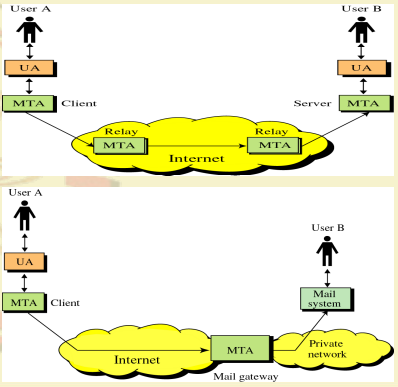 User A
User B
UA
UA
MTA Client
Server MTA
Relay
Relay
MTA
MTA
Internet
User A
User B
UA
MTA Client
Mail
system
MTA
Private
network
Internet
Mail gateway